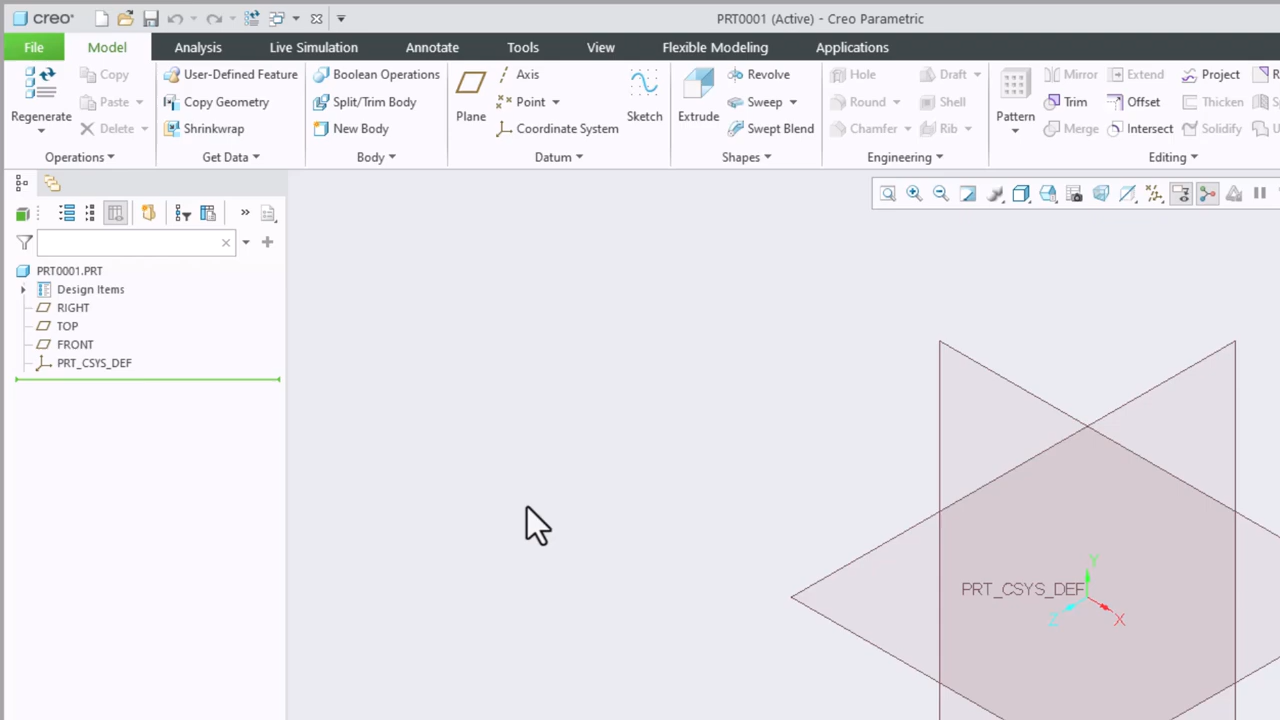 creo PRT0001 (Active) - Creo Parametric
File Model Analysis Live Simulation Annotate Tools View Flexible Modeling Applications
Regenerate Copy Paste Delete Operations
User-Defined Feature Copy Geometry Shrinkwrap Get Data
Boolean Operations Split/Trim Body New Body Body
Plane Axis Point Coordinate System Sketch Datum
Extrude Revolve Sweep Swept Blend Shapes
Hole Round Chamfer Draft Shell Rib Engineering
Pattern Mirror Trim Merge Extend Offset Intersect Project Thicken Solidify Editing
PRT0001.PRT
Design Items
RIGHT
TOP
FRONT
PRT_CSYS_DEF
Y
PRT_CSYS_DEF
Z X